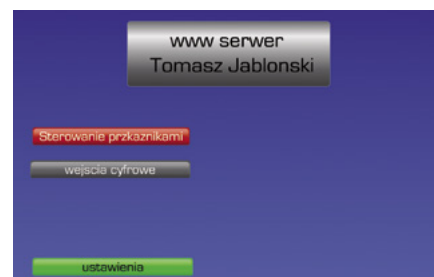 www serwer
Tomasz Jablonski
Sterowanie przkaznikami
wejscia cyfrowe
ustawienia